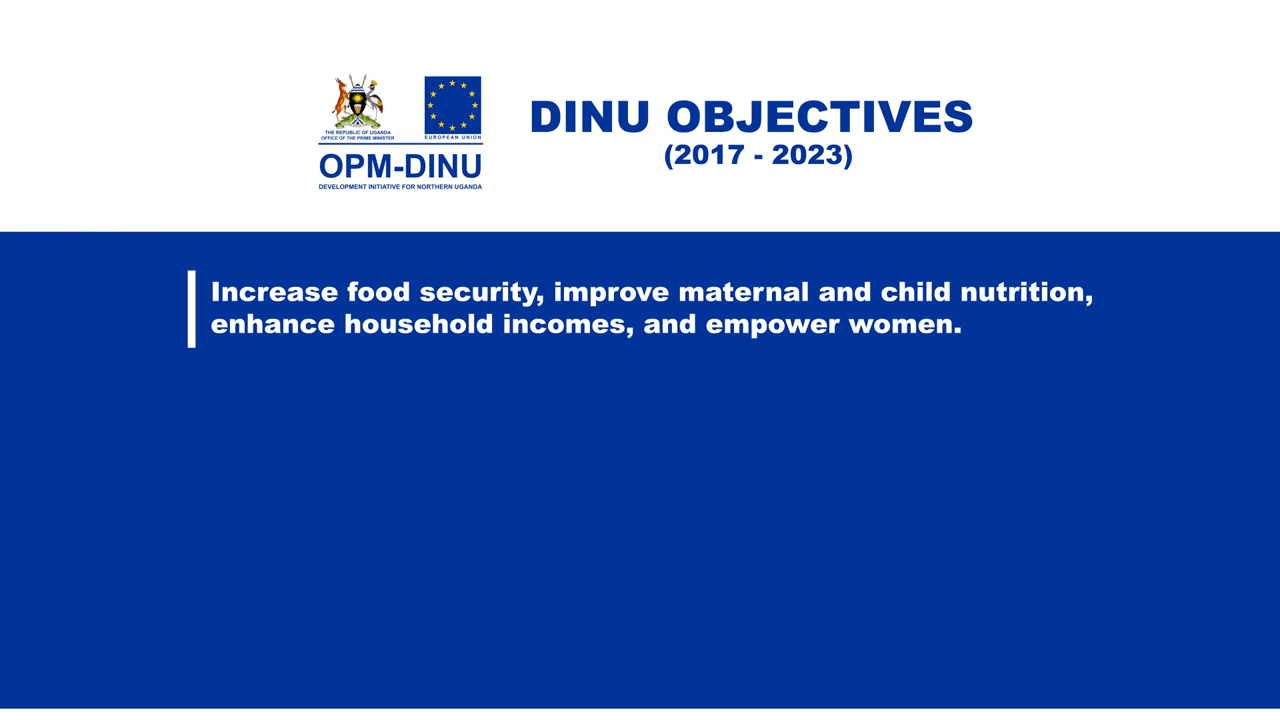 THE REPUBLIC OF UGANDA
OFFICE OF THE PRIME MINISTER
EUROPEAN UNION
OPM-DINU
DEVELOPMENT INITIATIVE FOR NORTHERN UGANDA
DINU OBJECTIVES
(2017 - 2023)
Increase food security, improve maternal and child nutrition,
enhance household incomes, and empower women.